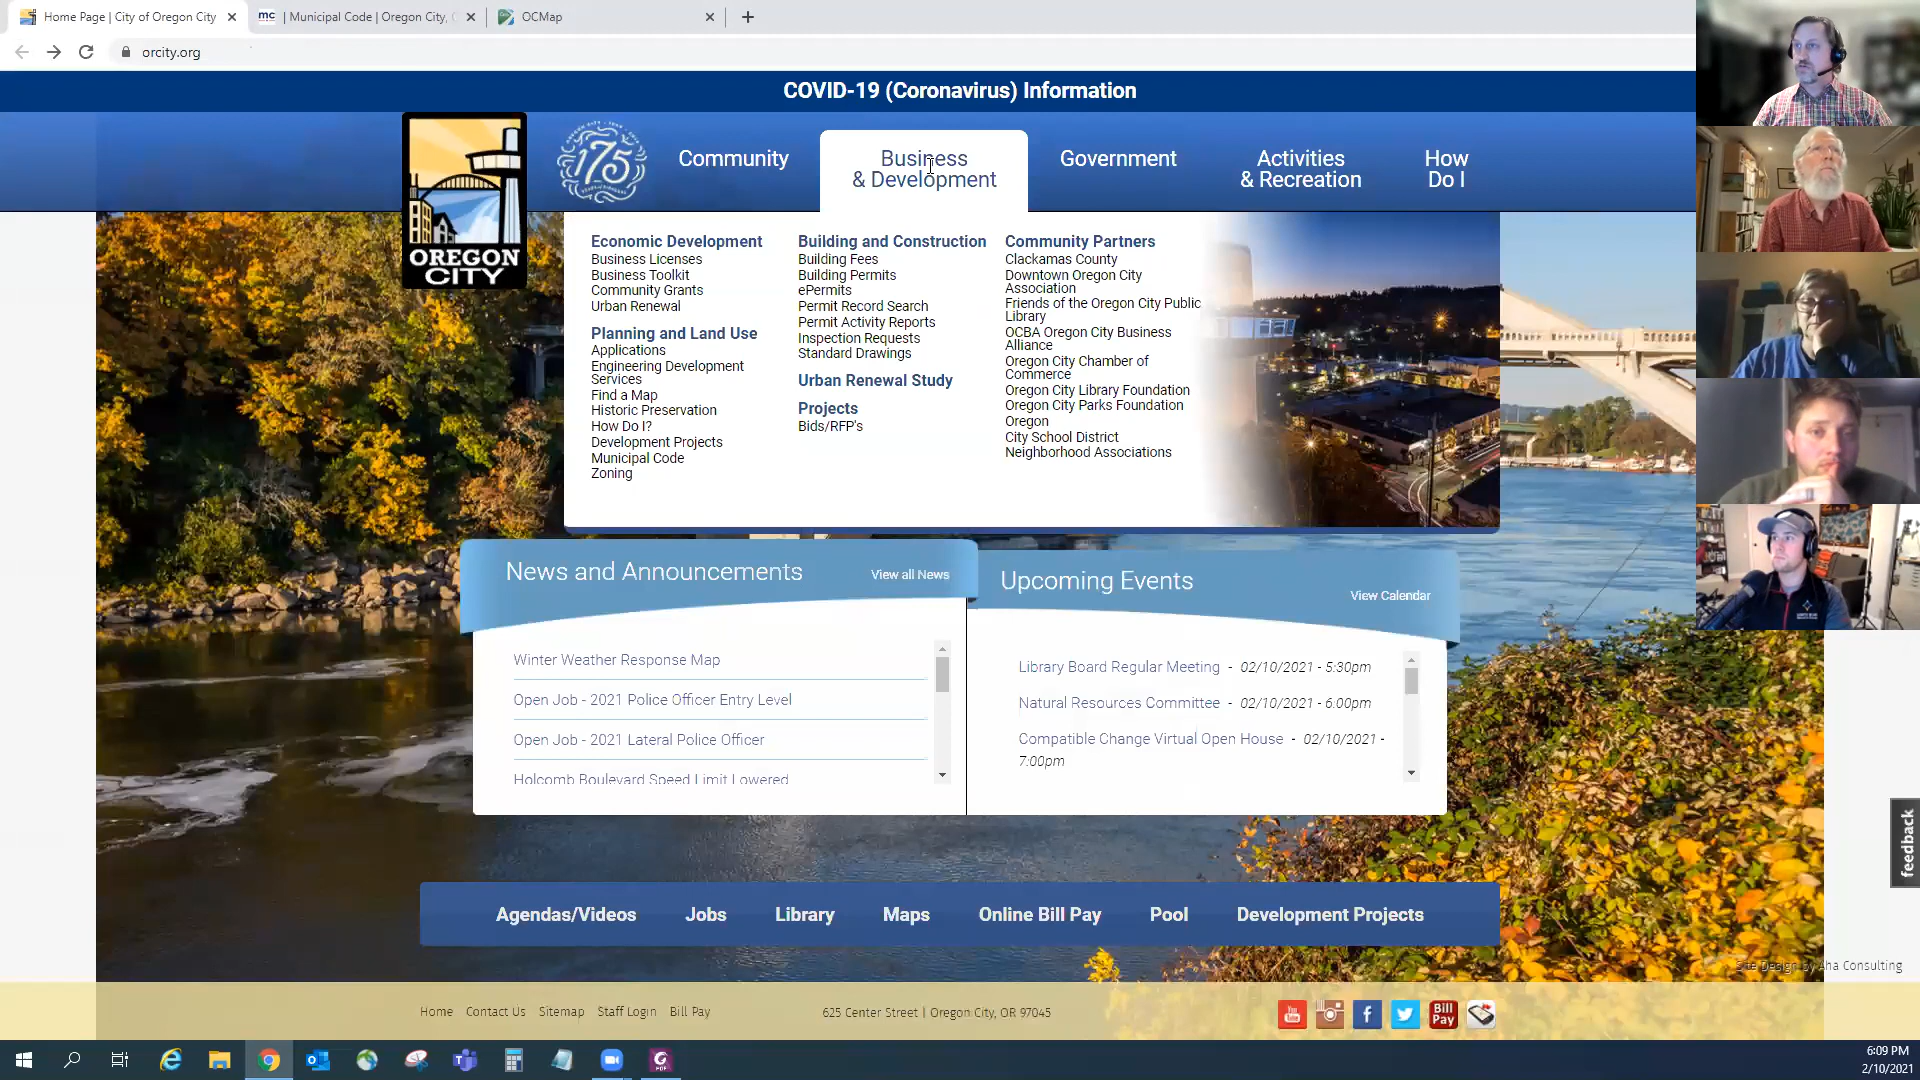 Home Page | City of Oregon City
| Municipal Code | Oregon City,
OCMap
orcity.org
COVID-19 (Coronavirus) Information
OREGON
CITY
175
Community
Business
& Development
Government
Activities
& Recreation
How
Do I
Economic Development
Business Licenses
Business Toolkit
Community Grants
Urban Renewal
Planning and Land Use
Applications
Engineering Development
Services
Find a Map
Historic Preservation
How Do I?
Development Projects
Municipal Code
Zoning
Building and Construction
Building Fees
Building Permits
ePermits
Permit Record Search
Permit Activity Reports
Inspection Requests
Standard Drawings
Urban Renewal Study
Projects
Bids/RFP's
Community Partners
Clackamas County
Downtown Oregon City
Association
Friends of the Oregon City Public
Library
OCBA Oregon City Business
Alliance
Oregon City Chamber of
Commerce
Oregon City Library Foundation
Oregon City Parks Foundation
Oregon
City School District
Neighborhood Associations
News and Announcements
View all News
Winter Weather Response Map
Open Job - 2021 Police Officer Entry Level
Open Job - 2021 Lateral Police Officer
Holcomb Boulevard Speed Limit Lowered
Upcoming Events
View Calendar
Library Board Regular Meeting - 02/10/2021 - 5:30pm
Natural Resources Committee - 02/10/2021 - 6:00pm
Compatible Change Virtual Open House - 02/10/2021 -
7:00pm
feedback
Agendas/Videos
Jobs
Library
Maps
Online Bill Pay
Pool
Development Projects
Site Design by Aha Consulting
Home
Contact Us
Sitemap
Staff Login
Bill Pay
625 Center Street | Oregon City, OR 97045
You
Tube
Bill
Pay
6:09 PM
2/10/2021